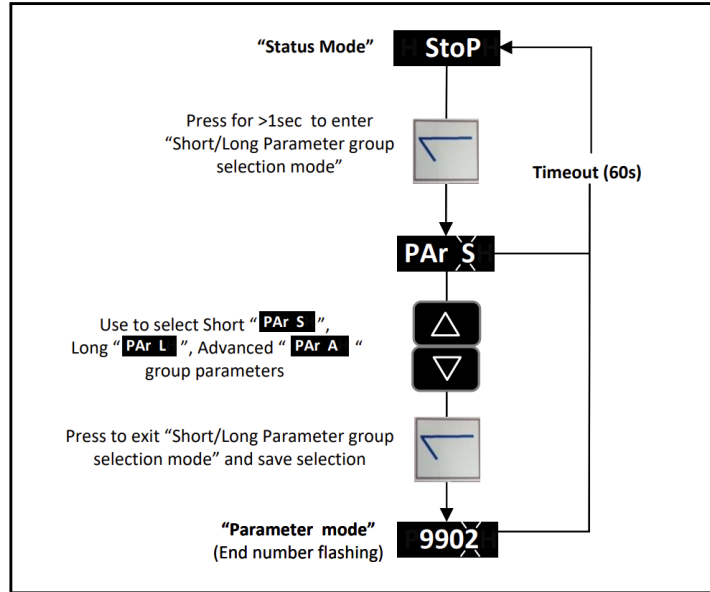 “Status Mode” StoP
Press for >1sec to enter
“Short/Long Parameter group
selection mode”
Timeout (60s)
PAr S
Use to select Short “ PAr S ”,
Long “ PAr L ”, Advanced “ PAr A “
group parameters
Press to exit “Short/Long Parameter group
selection mode” and save selection
“Parameter mode” 9902
(End number flashing)